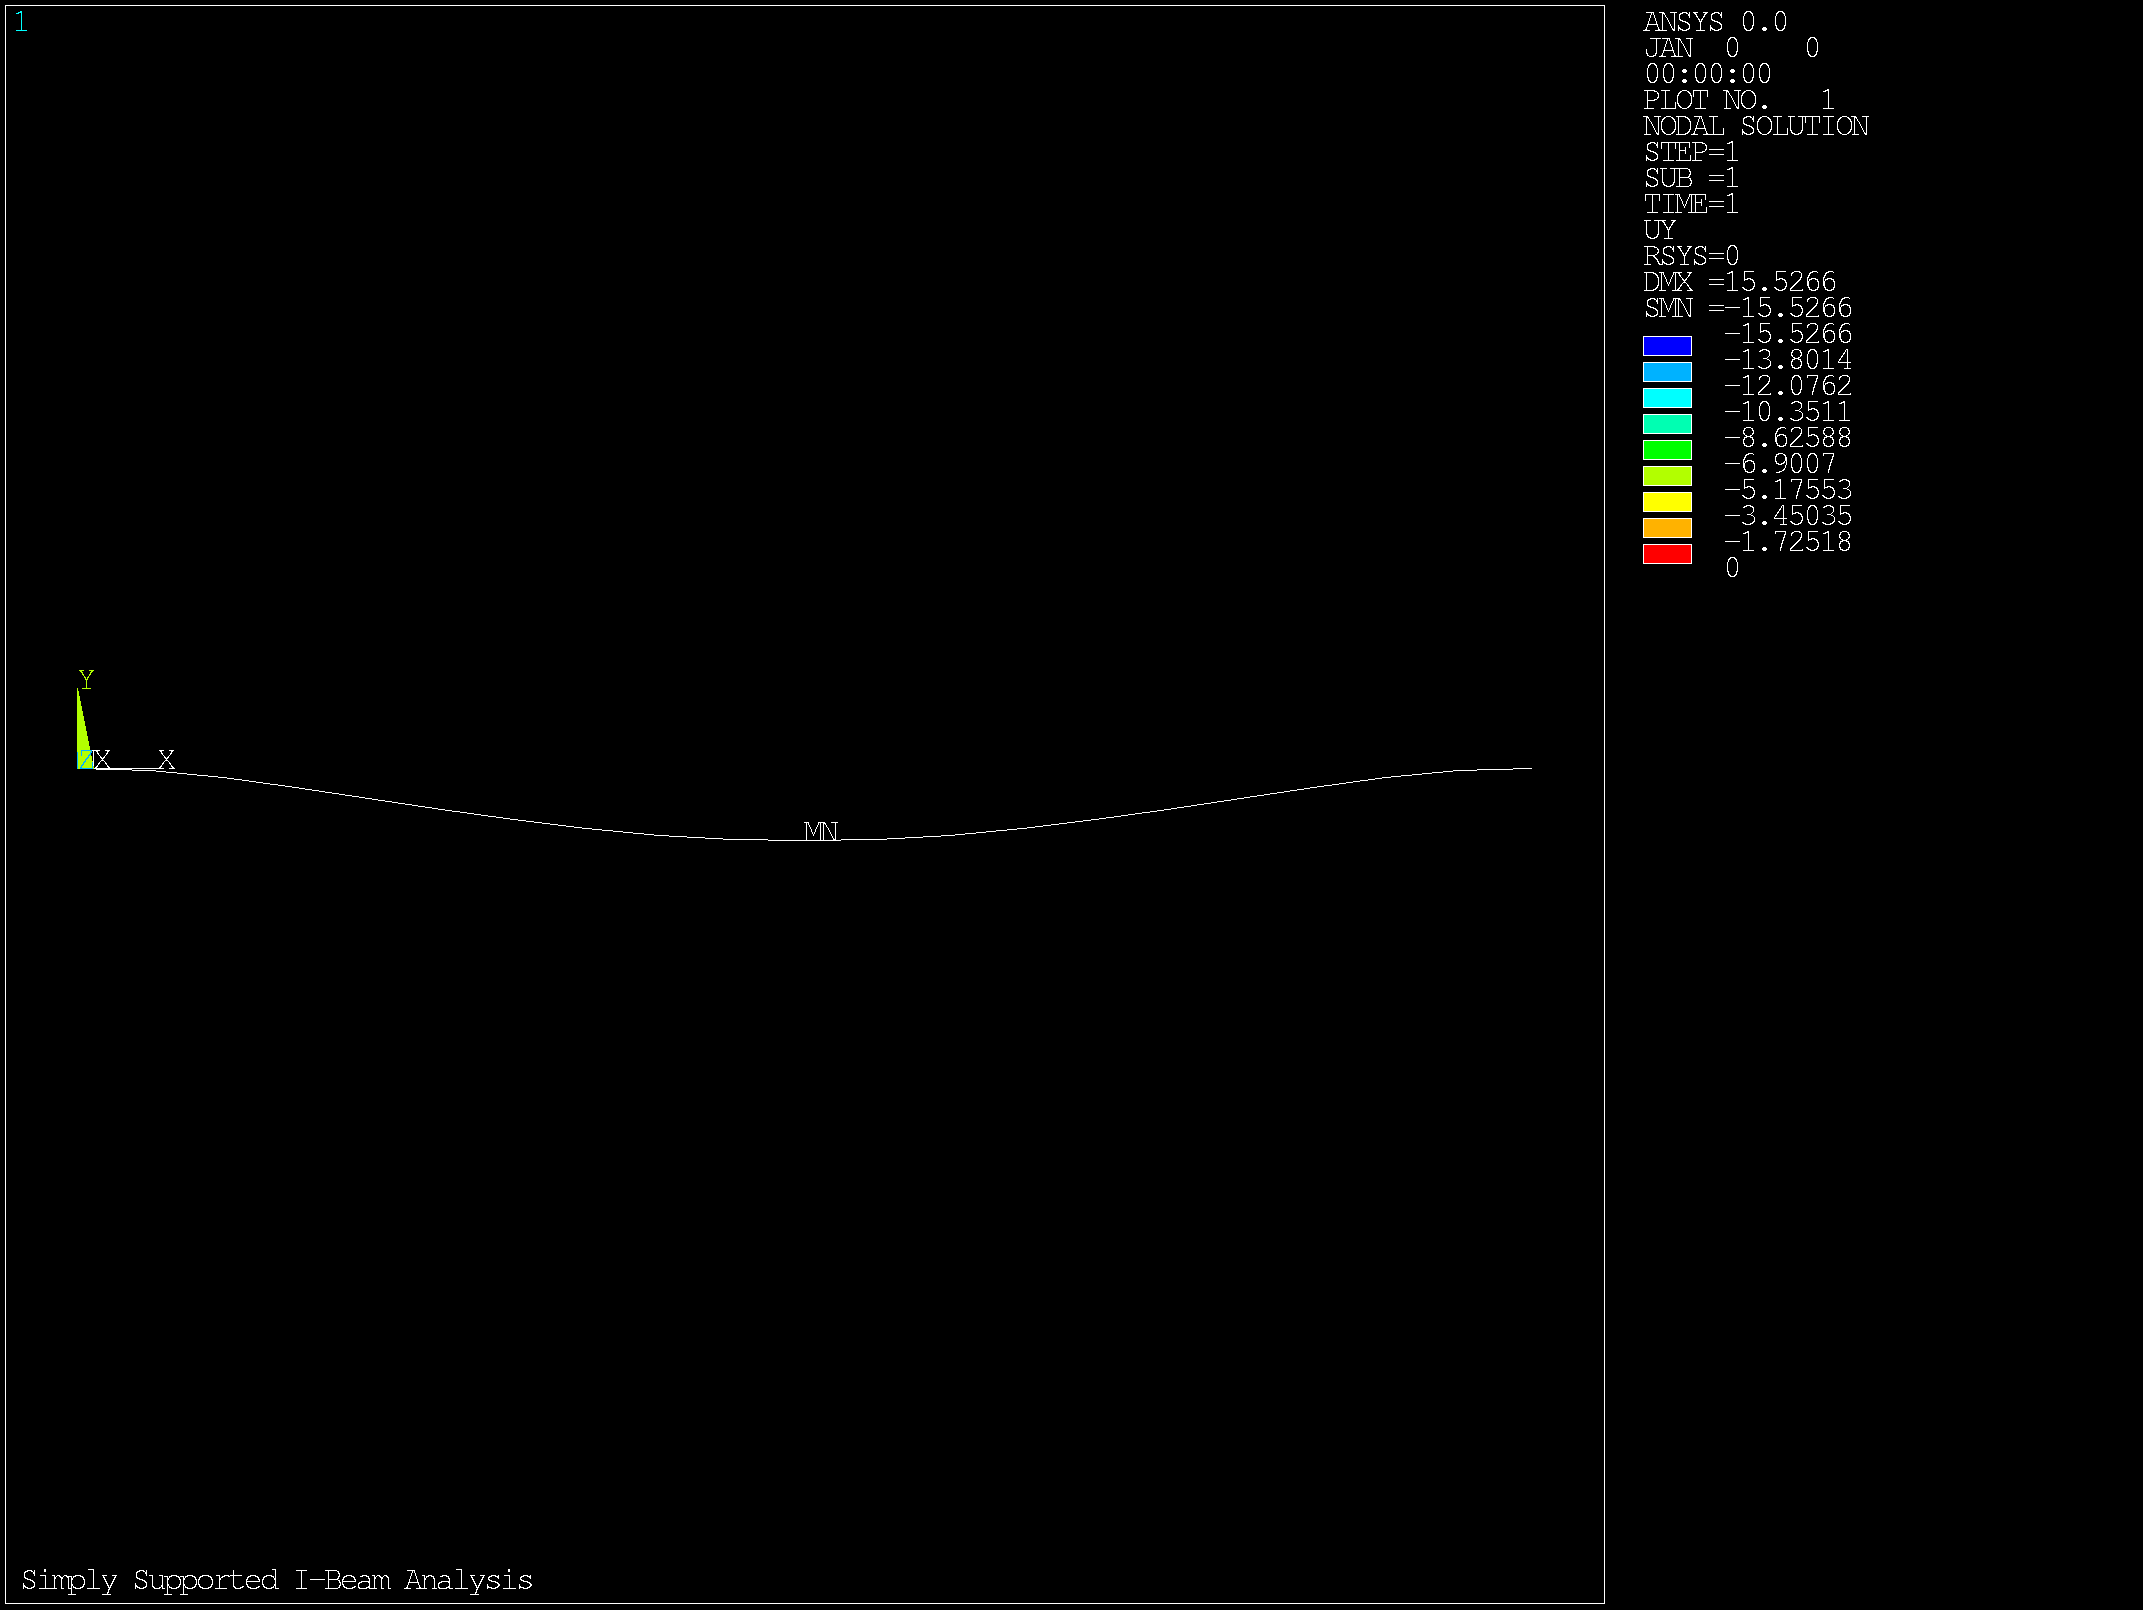 1
ANSYS 0.0
JAN 0 0
00:00:00
PLOT NO. 1
NODAL SOLUTION
STEP=1
SUB =1
TIME=1
UY
RSYS=0
DMX =15.5266
SMN =-15.5266
-15.5266
-13.8014
-12.0762
-10.3511
-8.62588
-6.9007
-5.17553
-3.45035
-1.72518
0
Y
Z
X X
MN
Simply Supported I-Beam Analysis